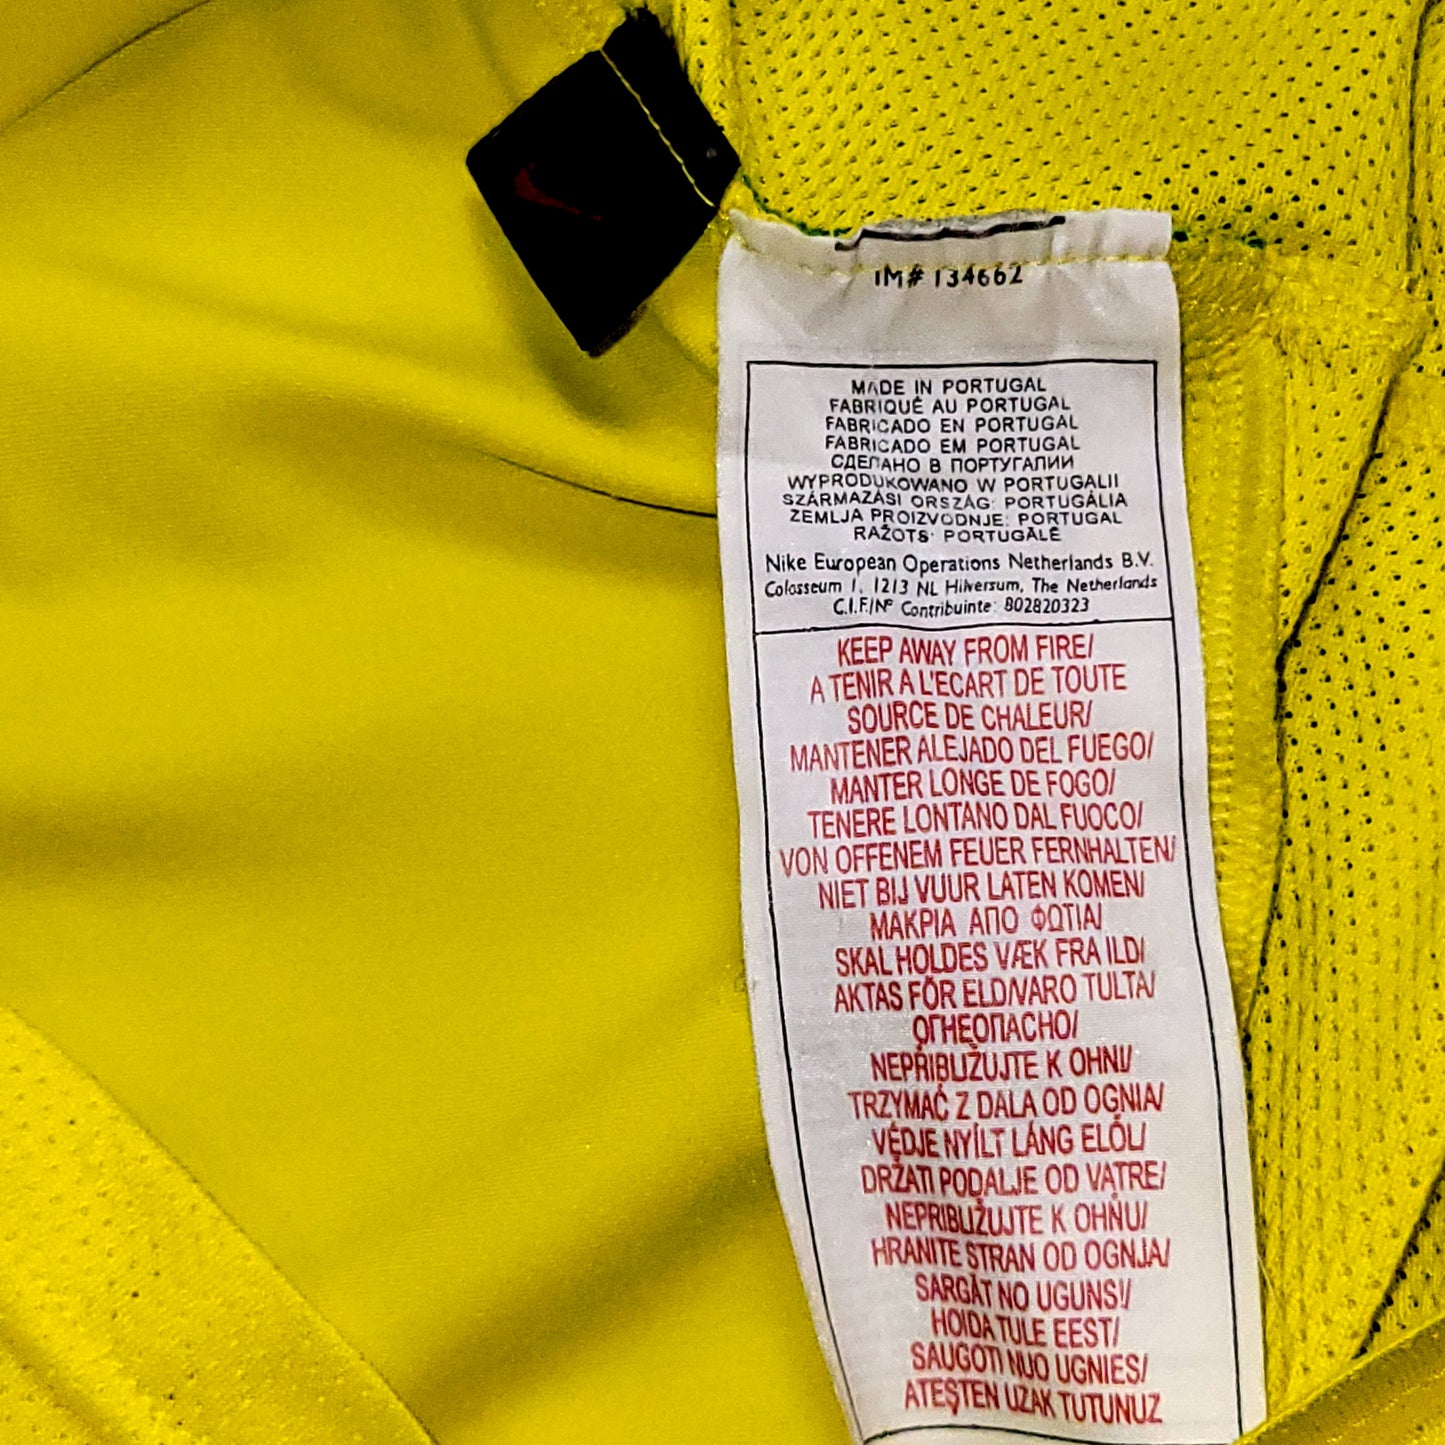 IM# 134662
MADE IN PORTUGAL
FABRIQUÉ AU PORTUGAL
FABRICADO EN PORTUGAL
FABRICADO EM PORTUGAL
СДЕЛАНО В ПОРТУГАЛИИ
WYPRODUKOWANO W PORTUGALII
SZÁRMAZÁSI ORSZÁG: PORTUGÁLIA
ZEMLJA PROIZVODNJE: PORTUGAL
RAŽOTS: PORTUGĀLĒ
Nike European Operations Netherlands B.V.
Colosseum 1, 1213 NL Hilversum, The Netherlands
C.I.F./Nº Contribuinte: 802820323
KEEP AWAY FROM FIRE/
A TENIR A L'ECART DE TOUTE
SOURCE DE CHALEUR/
MANTENER ALEJADO DEL FUEGO/
MANTER LONGE DE FOGO/
TENERE LONTANO DAL FUOCO/
VON OFFENEM FEUER FERNHALTEN/
NIET BIJ VUUR LATEN KOMEN/
ΜΑΚΡΙΑ ΑΠΟ ΦΩΤΙΑ/
SKAL HOLDES VÆK FRA ILD/
AKTAS FÖR ELD/VARO TULTA/
ОГНЕОПАСНО/
NEPŘIBLIŽUJTE K OHNI/
TRZYMAĆ Z DALA OD OGNIA/
VÉDJE NYÍLT LÁNG ELŐL/
DRŽATI PODALJE OD VATRE/
NEPRIBLIŽUJTE K OHŇU/
HRANITE STRAN OD OGNJA/
SARGĀT NO UGUNS!/
HOIDA TULE EEST/
SAUGOTI NUO UGNIES/
ATEŞTEN UZAK TUTUNUZ